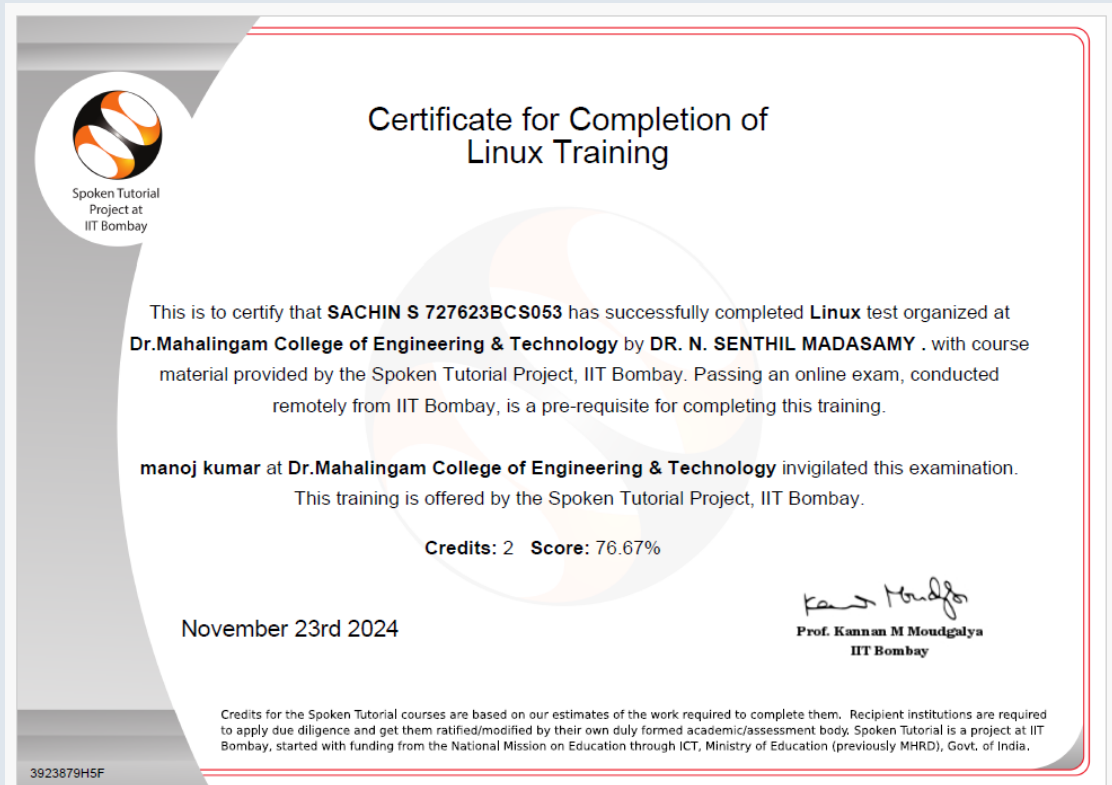 Spoken Tutorial
Project at
IIT Bombay
Certificate for Completion of
Linux Training
This is to certify that SACHIN S 727623BCS053 has successfully completed Linux test organized at
Dr.Mahalingam College of Engineering & Technology by DR. N. SENTHIL MADASAMY . with course
material provided by the Spoken Tutorial Project, IIT Bombay. Passing an online exam, conducted
remotely from IIT Bombay, is a pre-requisite for completing this training.
manoj kumar at Dr.Mahalingam College of Engineering & Technology invigilated this examination.
This training is offered by the Spoken Tutorial Project, IIT Bombay.
Credits: 2 Score: 76.67%
November 23rd 2024
Prof. Kannan M Moudgalya
IIT Bombay
Credits for the Spoken Tutorial courses are based on our estimates of the work required to complete them. Recipient institutions are required
to apply due diligence and get them ratified/modified by their own duly formed academic/assessment body. Spoken Tutorial is a project at IIT
Bombay, started with funding from the National Mission on Education through ICT, Ministry of Education (previously MHRD), Govt. of India.
3923879H5F